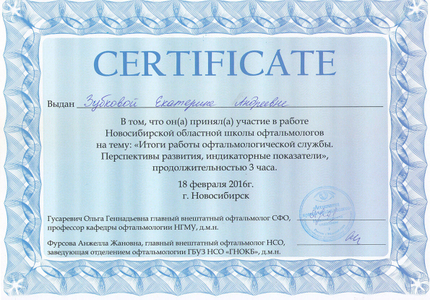 CERTIFICATE
Выдан Зубковой Екатерине Андреевне
В том, что он(а) принял(а) участие в работе
Новосибирской областной школы офтальмологов
на тему: «Итоги работы офтальмологической службы.
Перспективы развития, индикаторные показатели»,
продолжительностью 3 часа.
18 февраля 2016г.
г. Новосибирск
Гусаревич Ольга Геннадьевна главный внештатный офтальмолог СФО,
профессор кафедры офтальмологии НГМУ, д.м.н.
Фурсова Анжелла Жановна, главный внештатный офтальмолог НСО,
заведующая отделением офтальмологии ГБУЗ НСО «ГНОКБ», д.м.н.